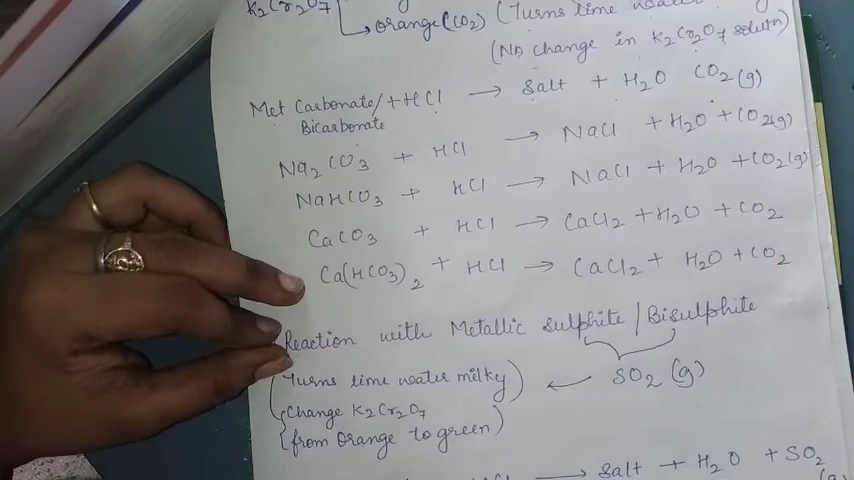 K₂Cr₂O₇
orange (CO₂) (Turns lime water
(No change in K₂Cr₂O₇ solutn)
Met Carbonate/ + HCl → Salt + H₂O CO₂(g)
Bicarbonate
Na₂CO₃ + HCl → NaCl + H₂O + CO₂(g)
NaHCO₃ + HCl → NaCl + H₂O + CO₂(g)
CaCO₃ + HCl → CaCl₂ + H₂O + CO₂
Ca(HCO₃)₂ + HCl → CaCl₂ + H₂O + CO₂
Reaction with Metallic sulphite / Bisulphite
(Turns lime water milky) ← SO₂(g)
Change K₂Cr₂O₇
(from Orange to green)
→ Salt + H₂O + SO₂